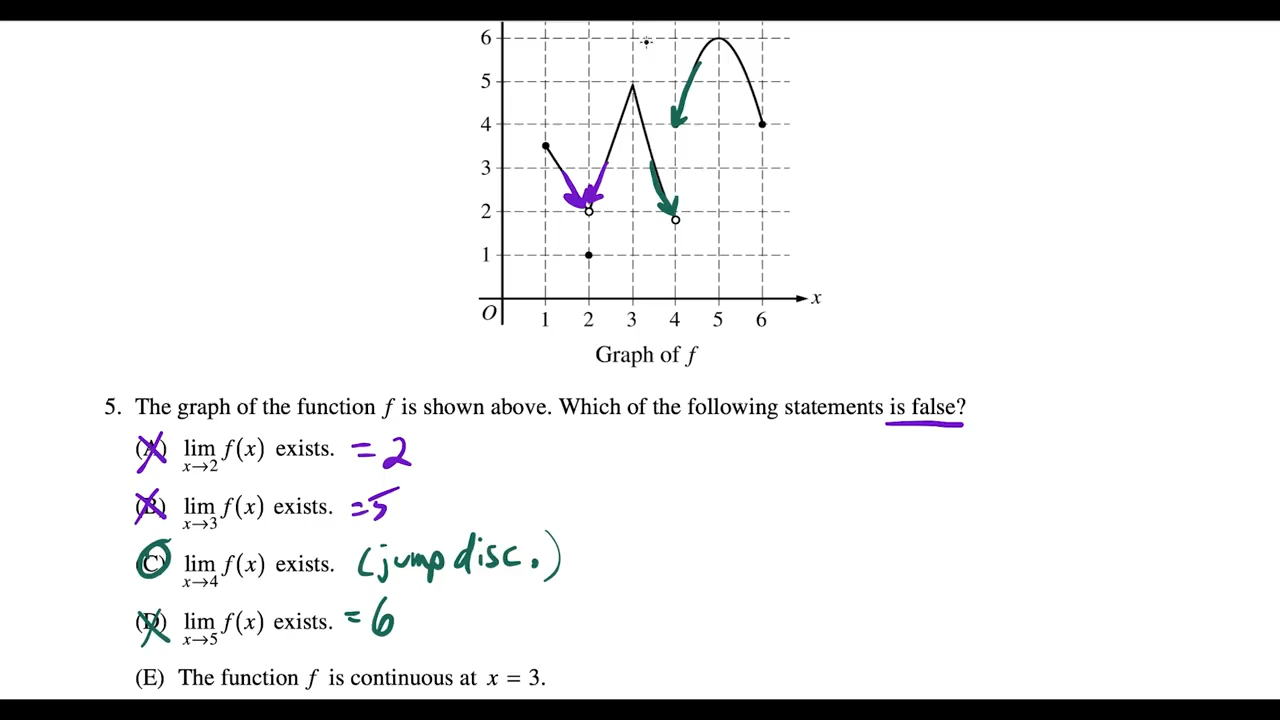 6
5
4
3
2
1
O 1 2 3 4 5 6 x
Graph of f
5. The graph of the function f is shown above. Which of the following statements is false?
(A) lim x→2 f(x) exists. = 2
(B) lim x→3 f(x) exists. = 5
(C) lim x→4 f(x) exists. (jump disc.)
(D) lim x→5 f(x) exists. = 6
(E) The function f is continuous at x = 3.